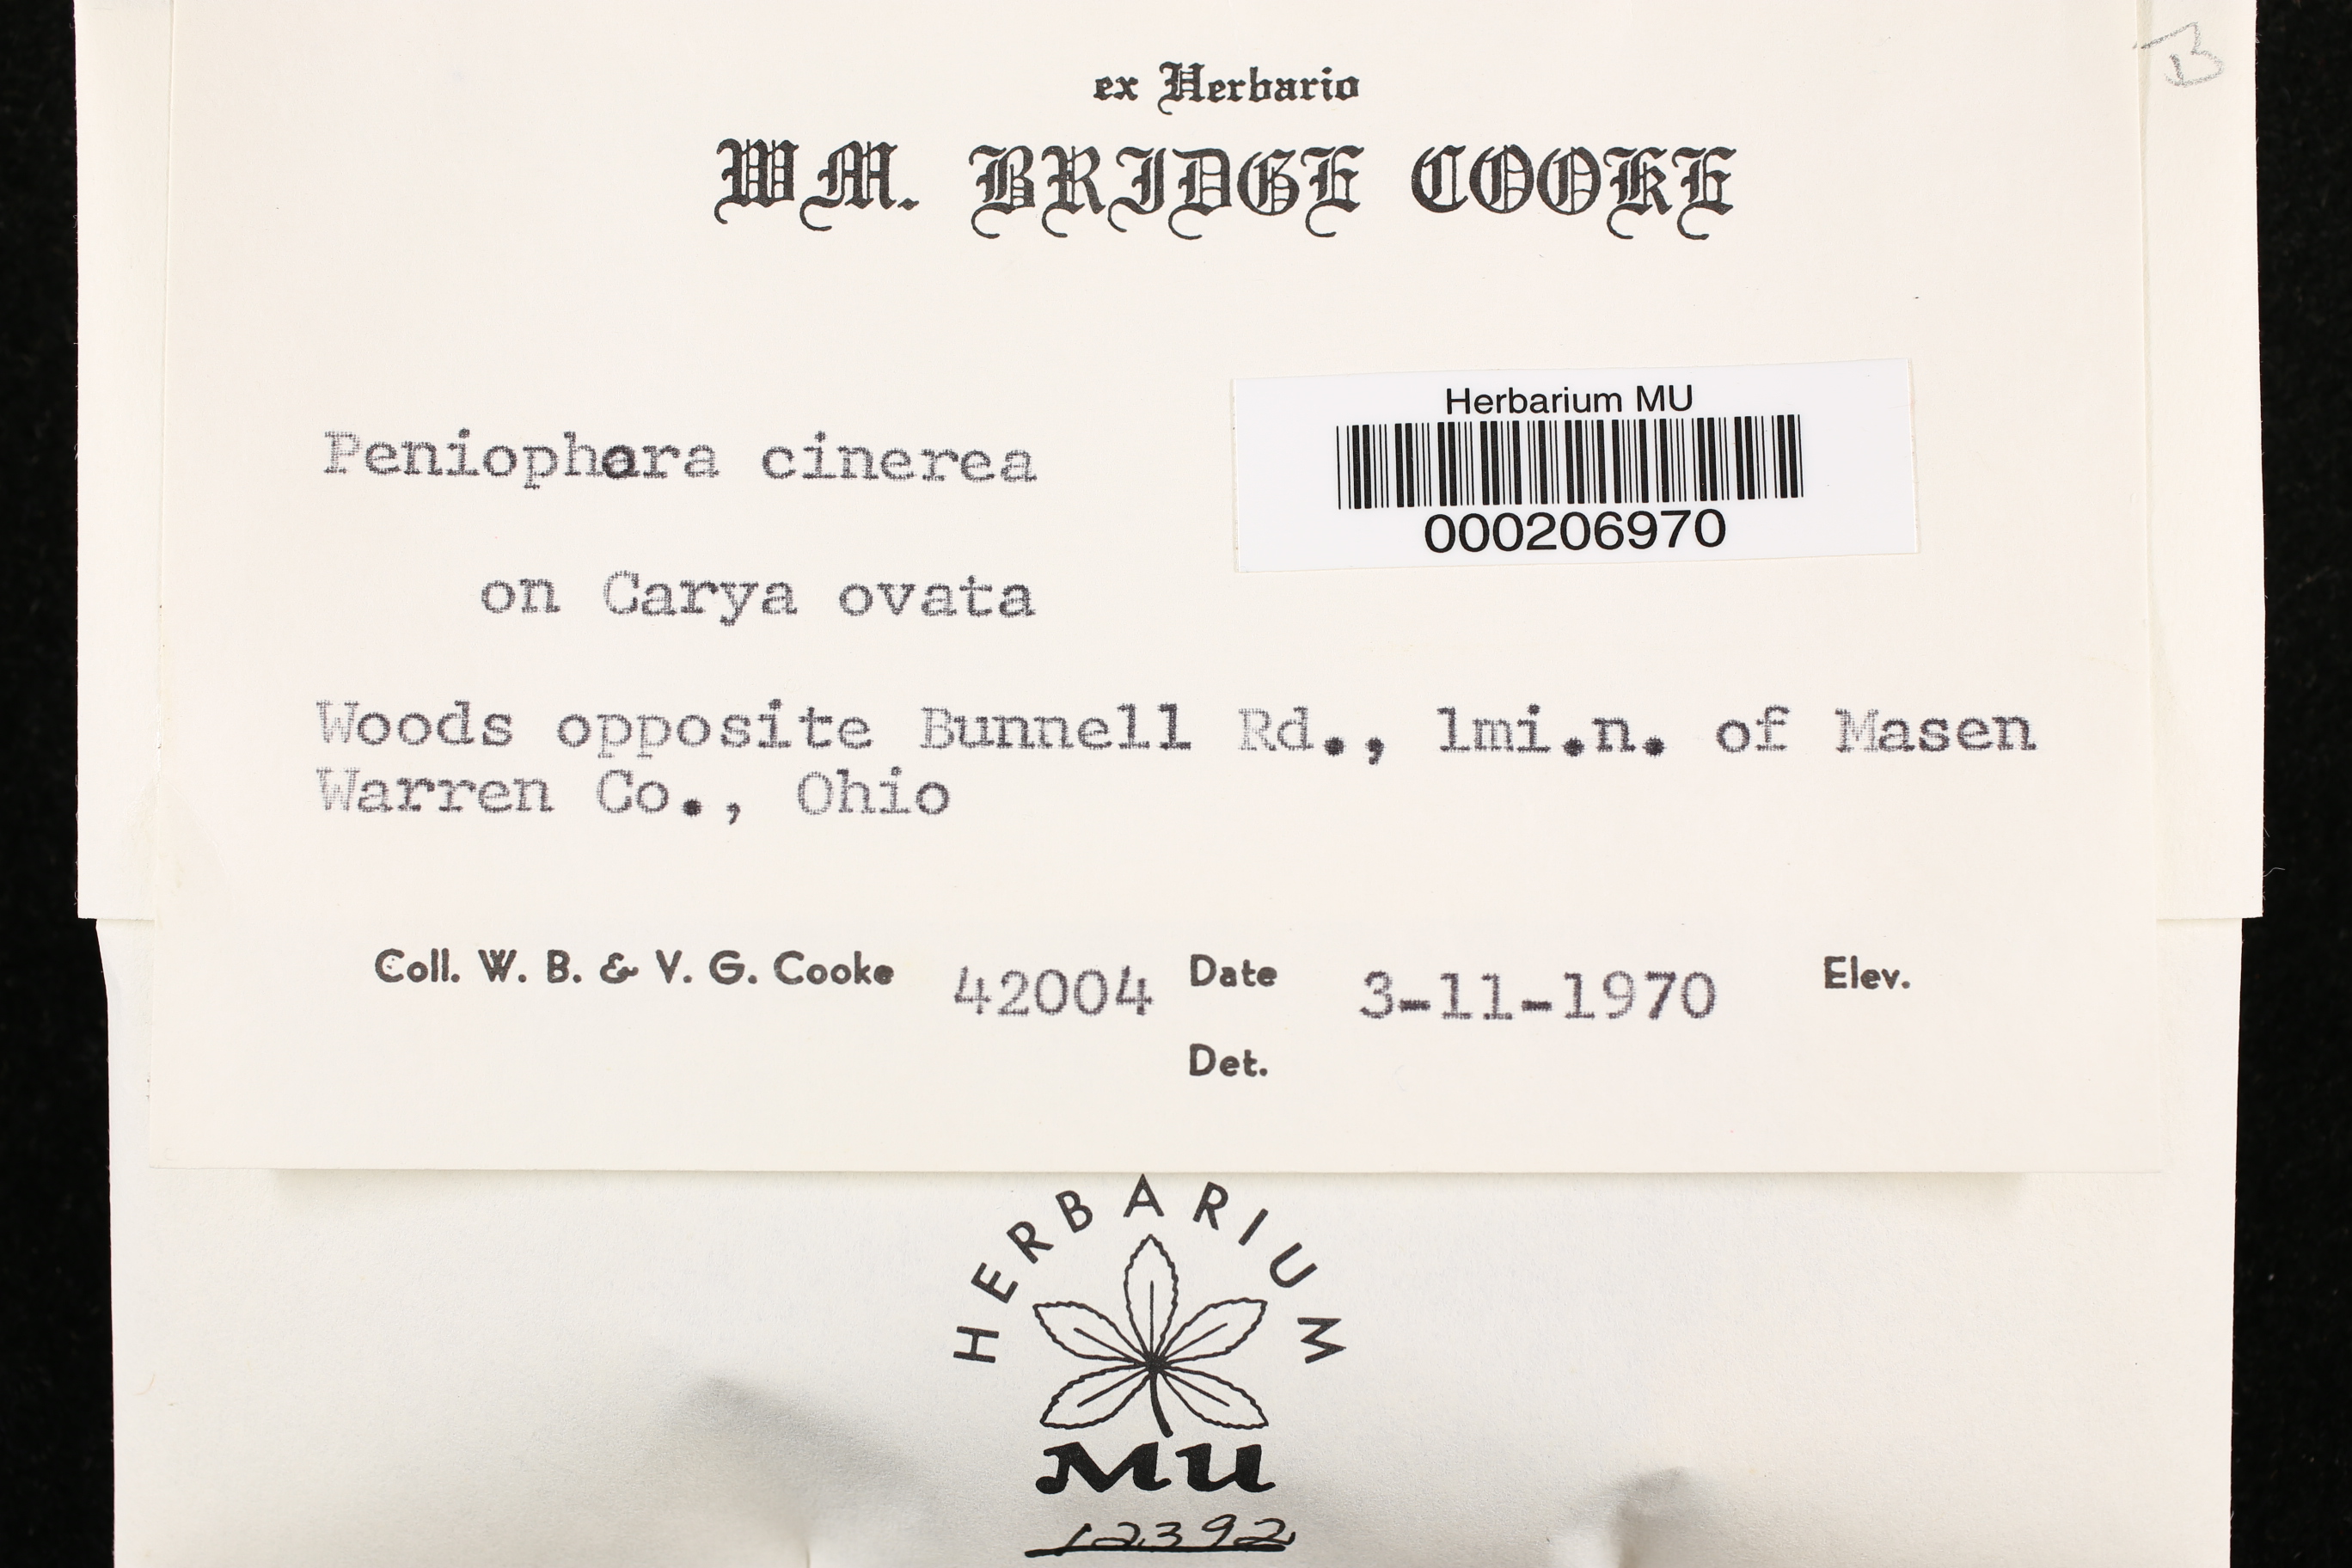 B
ex Herbario
WM. BRIDGE COOKE
Herbarium MU
000206970
Peniophora cinerea
on Carya ovata
Woods opposite Bunnell Rd., 1mi.n. of Masen
Warren Co., Ohio
Coll. W. B. & V. G. Cooke 42004 Date 3-11-1970 Elev.
Det.
HERBARIUM
MU
12392